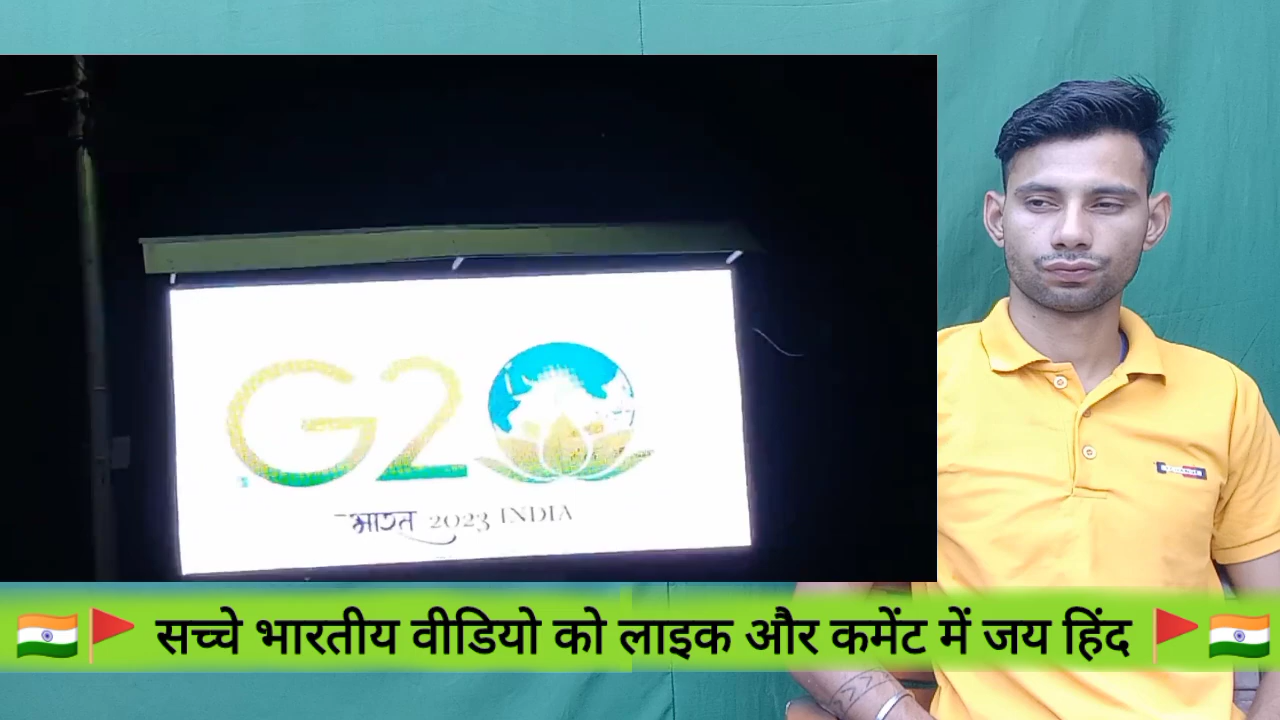 G20
भारत 2023 INDIA
सच्चे भारतीय वीडियो को लाइक और कमेंट में जय हिंद